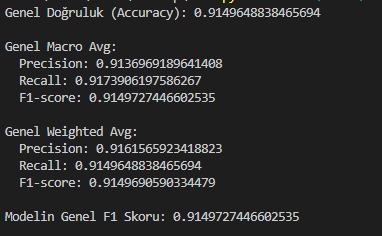 Genel Doğruluk (Accuracy): 0.9149648838465694
Genel Macro Avg:
Precision: 0.9136969189641408
Recall: 0.9173906197586267
F1-score: 0.9149727446602535
Genel Weighted Avg:
Precision: 0.9161565923418823
Recall: 0.9149648838465694
F1-score: 0.9149690590334479
Modelin Genel F1 Skoru: 0.9149727446602535